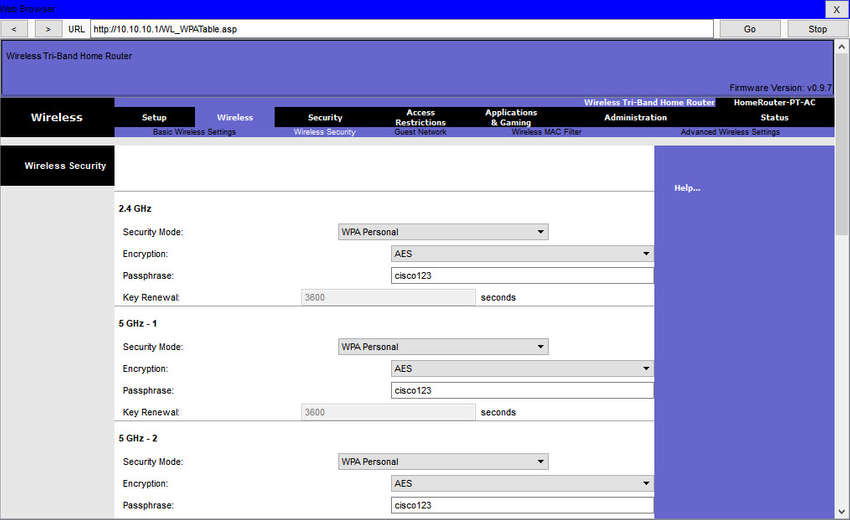 Web Browser
X
< > URL http://10.10.10.1/WL_WPATable.asp Go Stop
Wireless Tri-Band Home Router
Firmware Version: v0.9.7
Wireless Tri-Band Home Router HomeRouter-PT-AC
Wireless
Setup Wireless Security Access Restrictions Applications & Gaming Administration Status
Basic Wireless Settings Wireless Security Guest Network Wireless MAC Filter Advanced Wireless Settings
Wireless Security
Help...
2.4 GHz
Security Mode: WPA Personal
Encryption: AES
Passphrase: cisco123
Key Renewal: 3600 seconds
5 GHz - 1
Security Mode: WPA Personal
Encryption: AES
Passphrase: cisco123
Key Renewal: 3600 seconds
5 GHz - 2
Security Mode: WPA Personal
Encryption: AES
Passphrase: cisco123